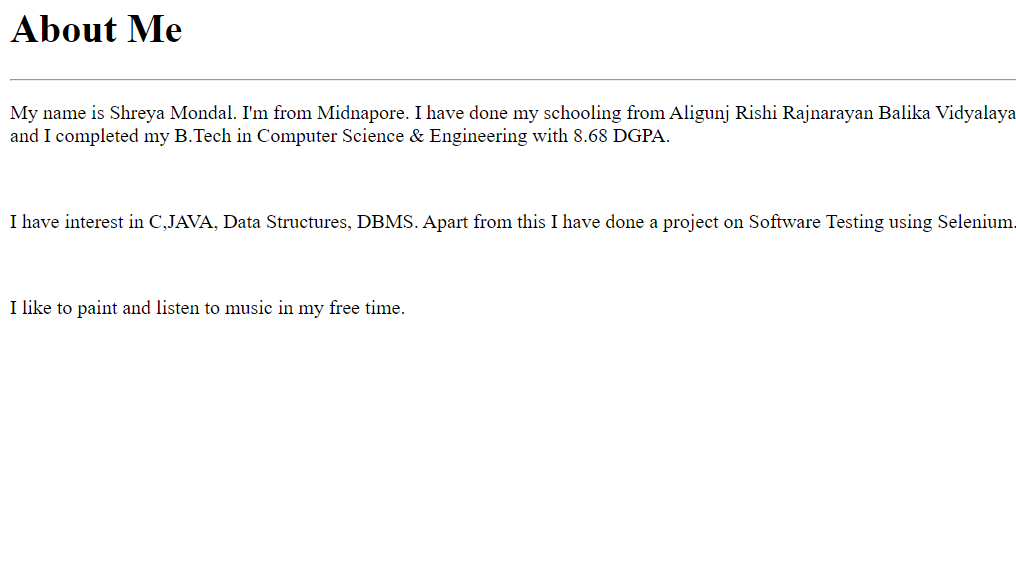 About Me
My name is Shreya Mondal. I'm from Midnapore. I have done my schooling from Aligunj Rishi Rajnarayan Balika Vidyalaya
and I completed my B.Tech in Computer Science & Engineering with 8.68 DGPA.
I have interest in C,JAVA, Data Structures, DBMS. Apart from this I have done a project on Software Testing using Selenium.
I like to paint and listen to music in my free time.